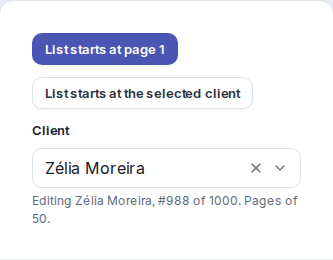 List starts at page 1
List starts at the selected client
Client
Zélia Moreira
Editing Zélia Moreira, #988 of 1000. Pages of
50.